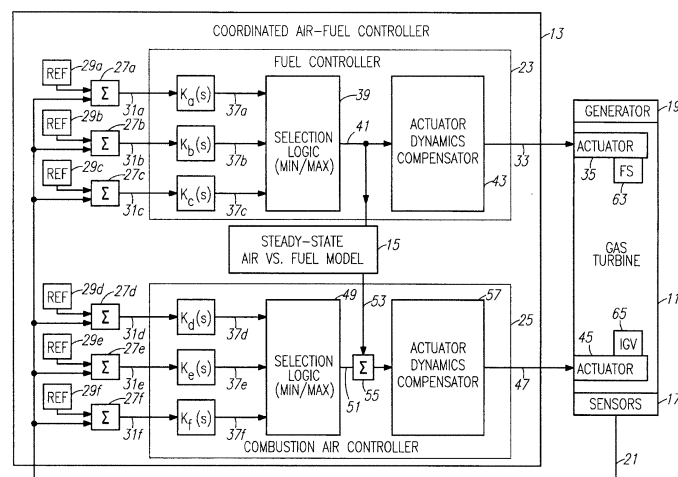 COORDINATED AIR-FUEL CONTROLLER
13
FUEL CONTROLLER
23
29a
REF
27a
Σ
31a
Ka(s)
37a
29b
REF
27b
Σ
31b
Kb(s)
37b
29c
REF
27c
Σ
31c
Kc(s)
37c
39
SELECTION
LOGIC
(MIN/MAX)
41
ACTUATOR
DYNAMICS
COMPENSATOR
43
33
STEADY-STATE
AIR VS. FUEL MODEL
15
53
29d
REF
27d
Σ
31d
Kd(s)
37d
29e
REF
27e
Σ
31e
Ke(s)
37e
29f
REF
27f
Σ
31f
Kf(s)
37f
49
SELECTION
LOGIC
(MIN/MAX)
51
Σ
55
57
ACTUATOR
DYNAMICS
COMPENSATOR
25
47
COMBUSTION AIR CONTROLLER
GENERATOR
19
ACTUATOR
35
FS
63
GAS
TURBINE
11
65
IGV
45
ACTUATOR
SENSORS
17
21